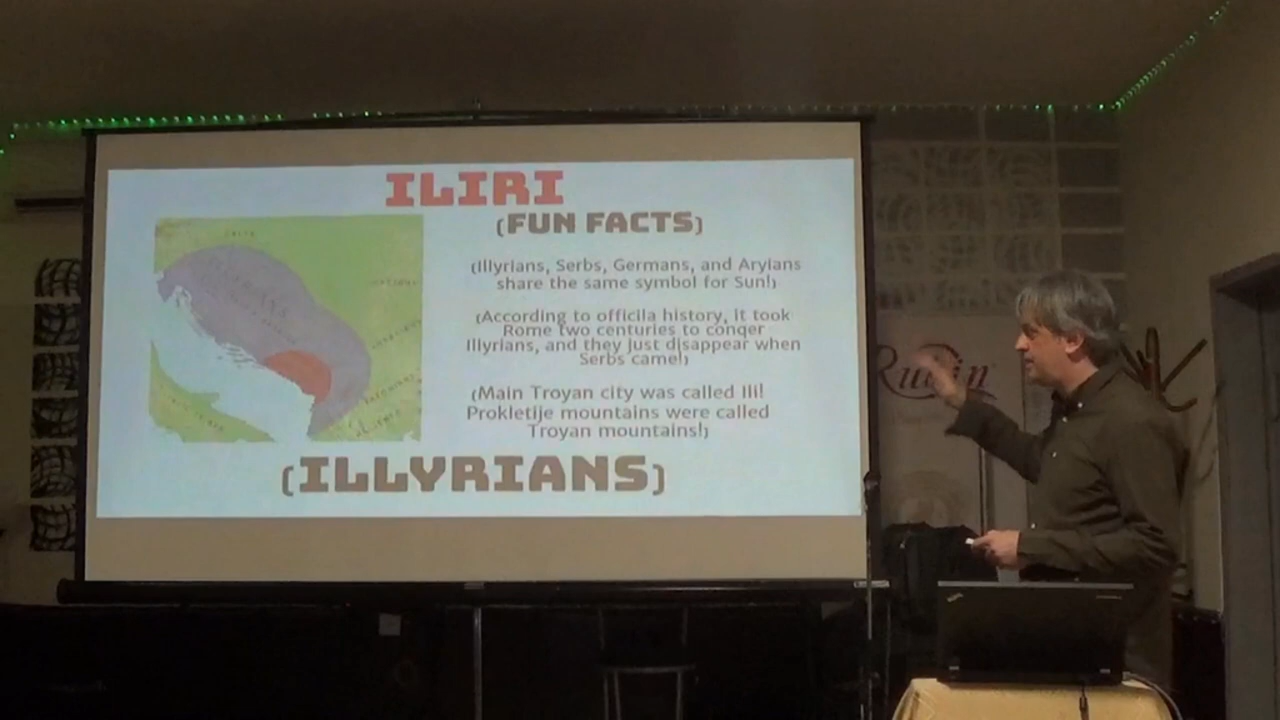 ILIRI
(FUN FACTS)
(Illyrians, Serbs, Germans, and Aryians
share the same symbol for Sun!)
(According to officila history, it took
Rome two centuries to conqer
Illyrians, and they just disappear when
Serbs came!)
(Main Troyan city was called Ili!
Prokletije mountains were called
Troyan mountains!)
(ILLYRIANS)
Rubin